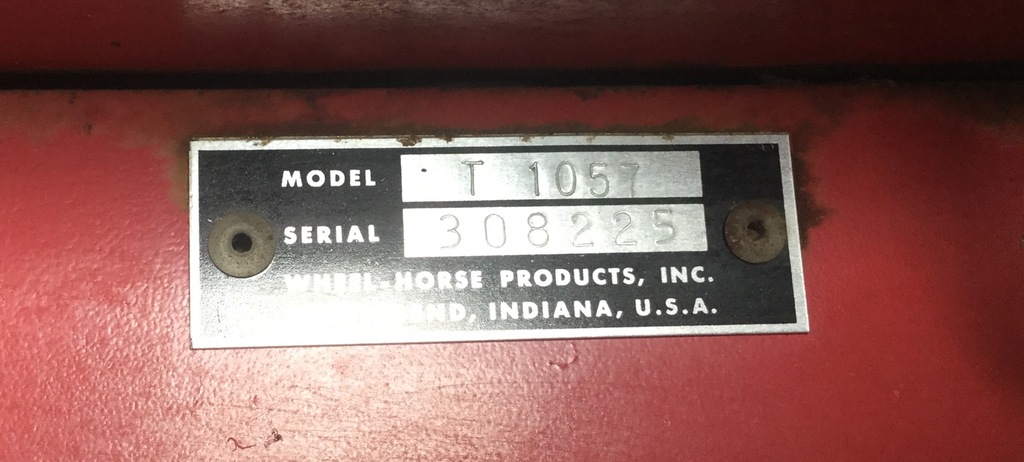 MODEL T 1057
SERIAL 308225
WHEEL-HORSE PRODUCTS, INC.
END, INDIANA, U.S.A.